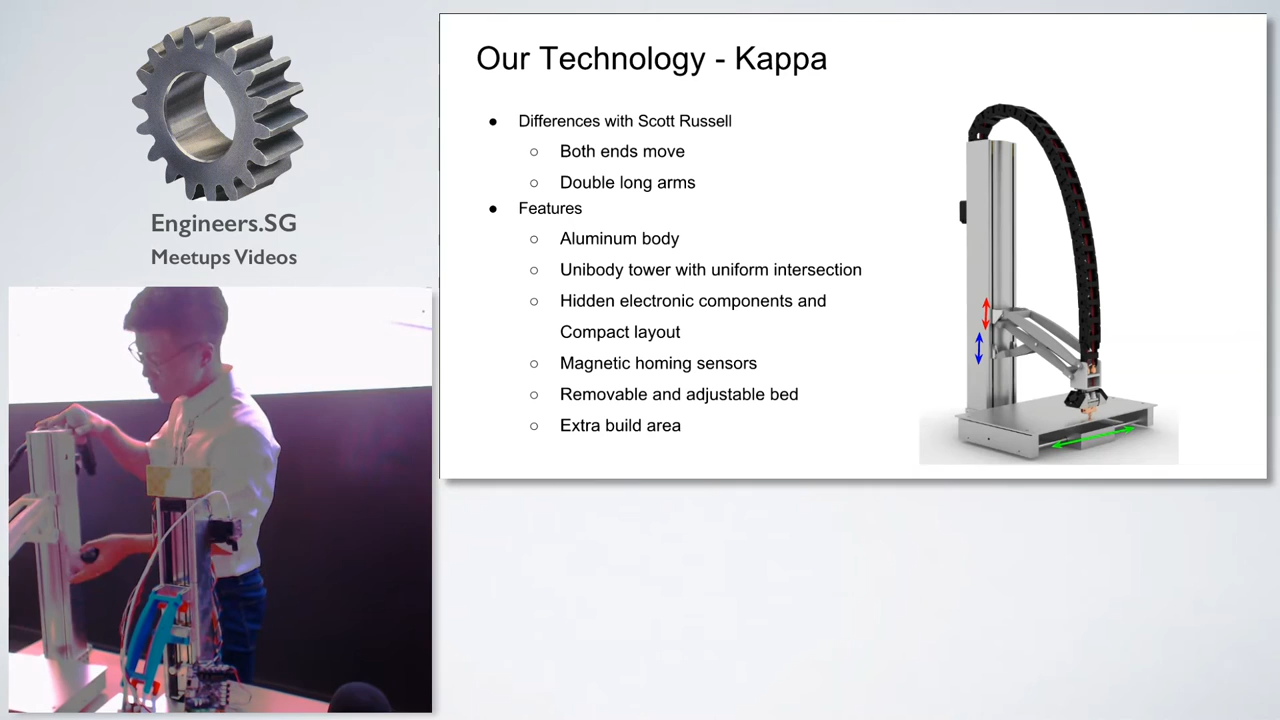 Engineers.SG
Meetups Videos
Our Technology - Kappa
● Differences with Scott Russell
○ Both ends move
○ Double long arms
● Features
○ Aluminum body
○ Unibody tower with uniform intersection
○ Hidden electronic components and
Compact layout
○ Magnetic homing sensors
○ Removable and adjustable bed
○ Extra build area